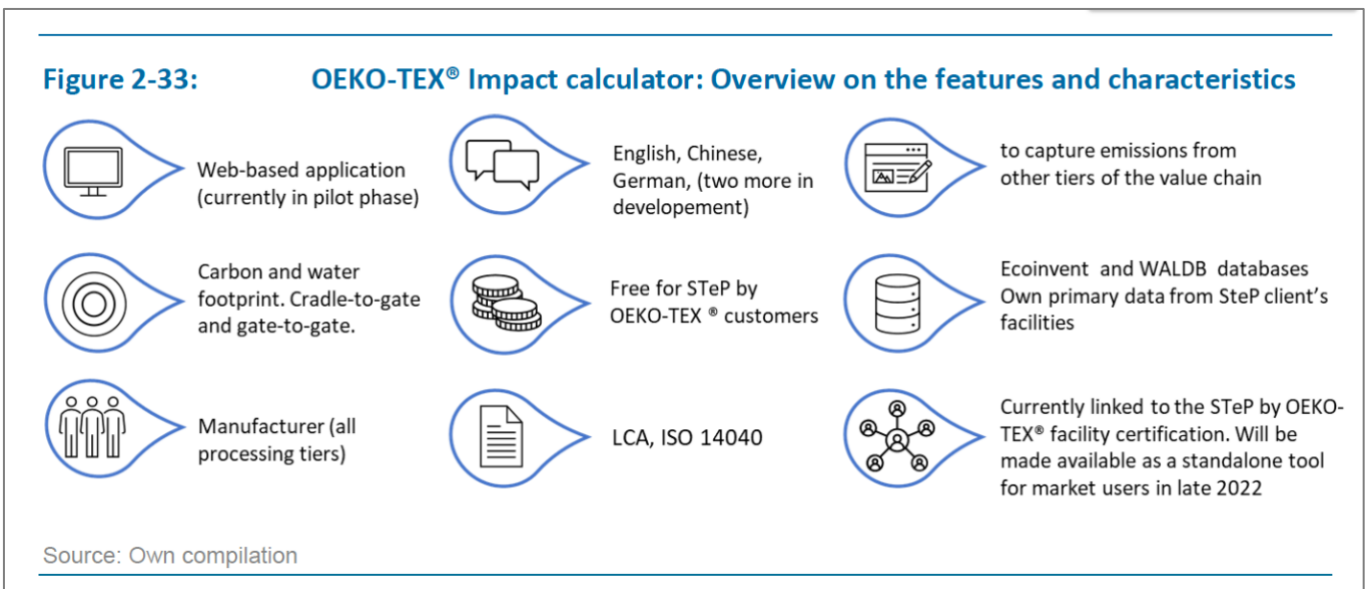 Figure 2-33: OEKO-TEX® Impact calculator: Overview on the features and characteristics
Web-based application
(currently in pilot phase)
English, Chinese,
German, (two more in
developement)
to capture emissions from
other tiers of the value chain
Carbon and water
footprint. Cradle-to-gate
and gate-to-gate.
Free for STeP by
OEKO-TEX ® customers
Ecoinvent and WALDB databases
Own primary data from SteP client's
facilities
Manufacturer (all
processing tiers)
LCA, ISO 14040
Currently linked to the STeP by OEKO-
TEX® facility certification. Will be
made available as a standalone tool
for market users in late 2022
Source: Own compilation